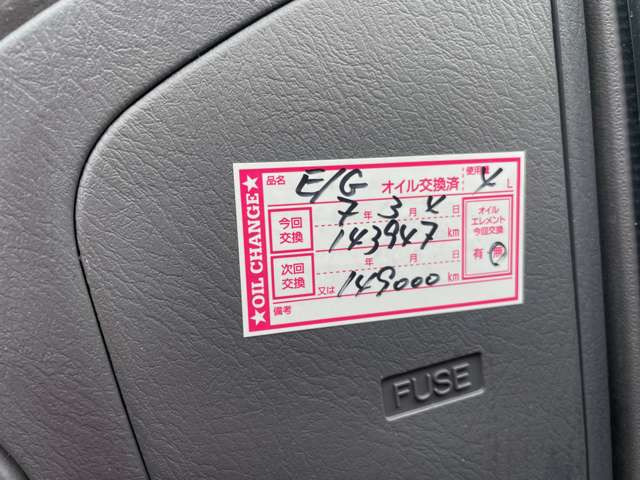 ★OIL CHANGE★
品名 E/G オイル交換済 使用量 4 L
今回交換 7年 3月 4日
143947 km
オイルエレメント今回交換
有 無
次回交換 年 月 日
又は 149000 km
備考
FUSE